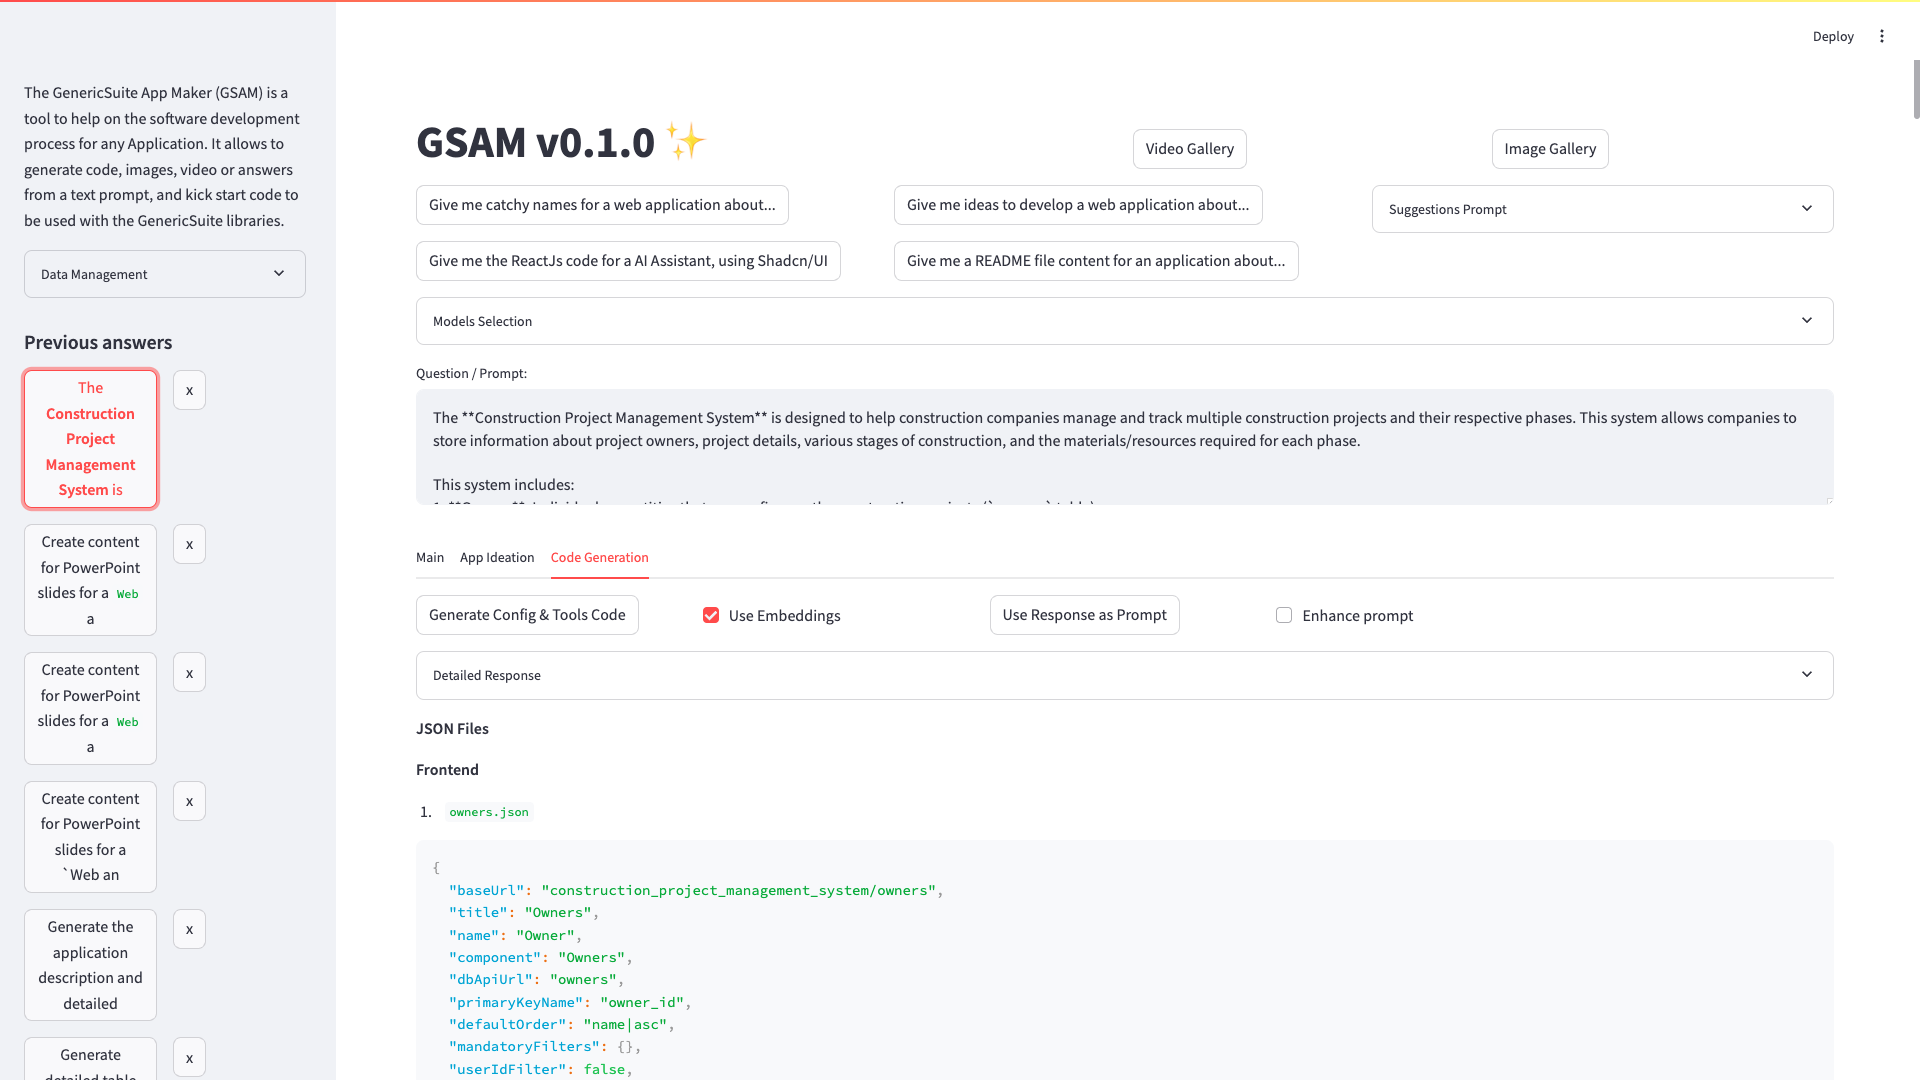 Deploy
The GenericSuite App Maker (GSAM) is a
tool to help on the software development
process for any Application. It allows to
generate code, images, video or answers
from a text prompt, and kick start code to
be used with the GenericSuite libraries.
Data Management
Previous answers
The
Construction
Project
Management
System is
x
Create content
for PowerPoint
slides for a Web
a
x
Create content
for PowerPoint
slides for a Web
a
x
Create content
for PowerPoint
slides for a
`Web an
x
Generate the
application
description and
detailed
x
Generate
detailed table
x
GSAM v0.1.0 ✨
Video Gallery
Image Gallery
Give me catchy names for a web application about...
Give me ideas to develop a web application about...
Suggestions Prompt
Give me the ReactJs code for a AI Assistant, using Shadcn/UI
Give me a README file content for an application about...
Models Selection
Question / Prompt:
The **Construction Project Management System** is designed to help construction companies manage and track multiple construction projects and their respective phases. This system allows companies to
store information about project owners, project details, various stages of construction, and the materials/resources required for each phase.
This system includes:
Main App Ideation Code Generation
Generate Config & Tools Code
Use Embeddings
Use Response as Prompt
Enhance prompt
Detailed Response
JSON Files
Frontend
1. owners.json
{
"baseUrl": "construction_project_management_system/owners",
"title": "Owners",
"name": "Owner",
"component": "Owners",
"dbApiUrl": "owners",
"primaryKeyName": "owner_id",
"defaultOrder": "name|asc",
"mandatoryFilters": {},
"userIdFilter": false,